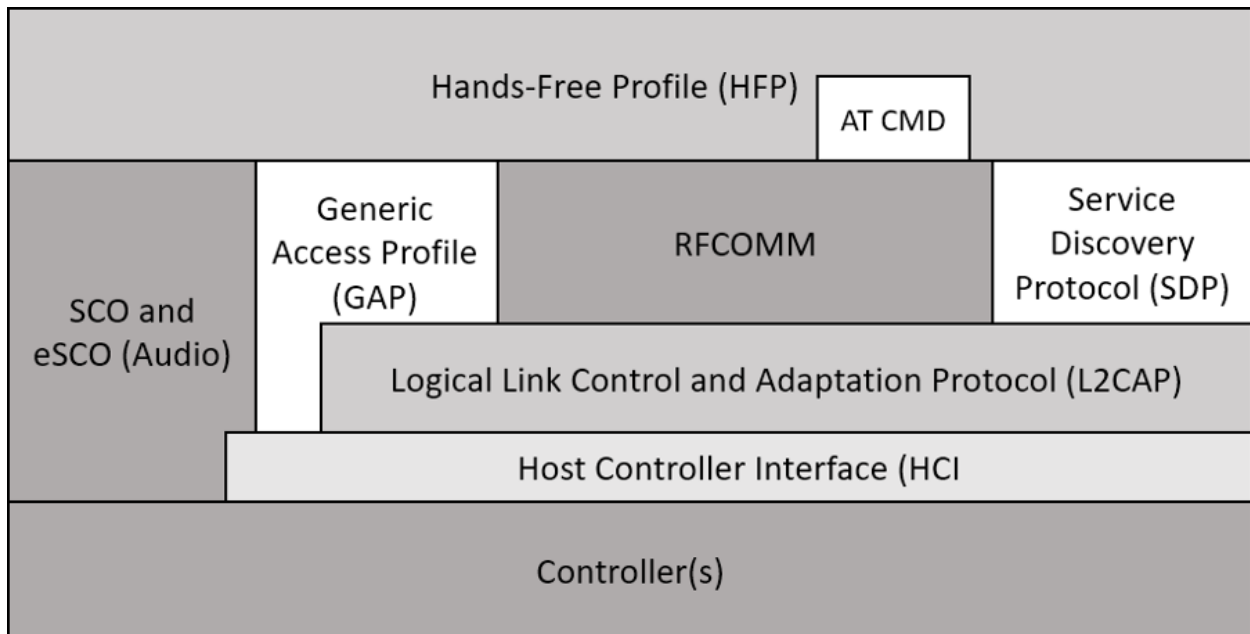 Hands-Free Profile (HFP)
AT CMD
Generic
Access Profile
(GAP)
RFCOMM
Service
Discovery
Protocol (SDP)
SCO and
eSCO (Audio)
Logical Link Control and Adaptation Protocol (L2CAP)
Host Controller Interface (HCI
Controller(s)